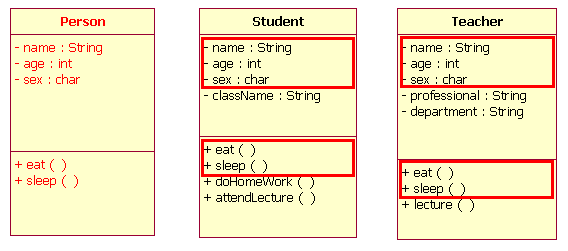 Person
- name : String
- age : int
- sex : char
+ eat ( )
+ sleep ( )
Student
- name : String
- age : int
- sex : char
- className : String
+ eat ( )
+ sleep ( )
+ doHomeWork ( )
+ attendLecture ( )
Teacher
- name : String
- age : int
- sex : char
- professional : String
- department : String
+ eat ( )
+ sleep ( )
+ lecture ( )